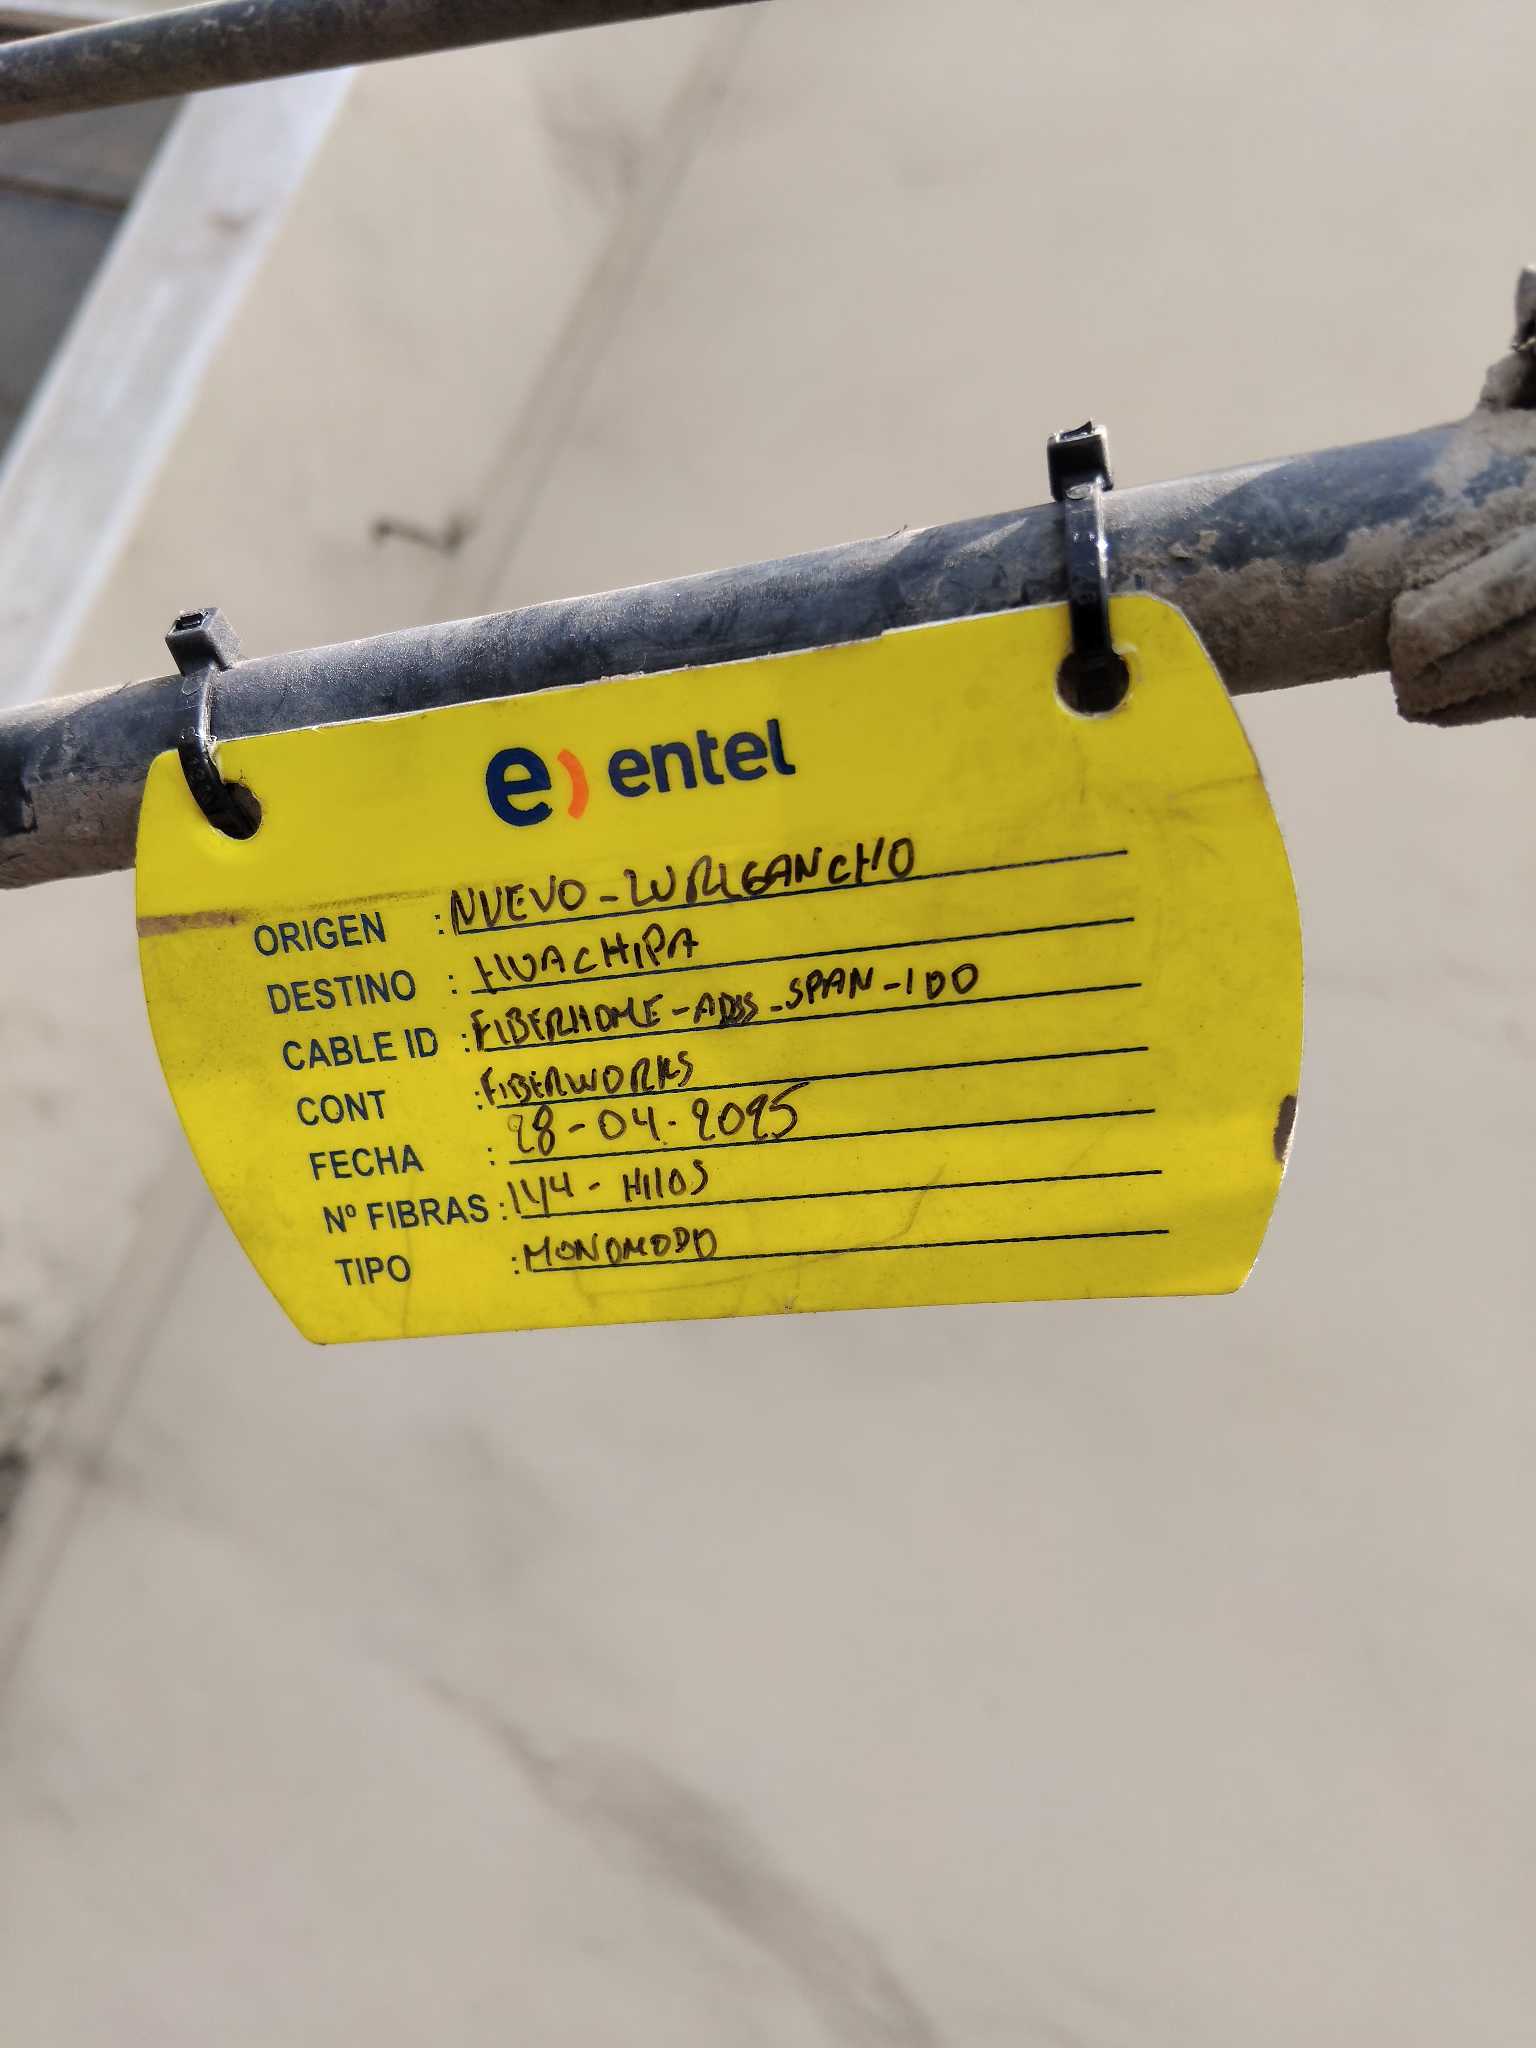 e) entel
ORIGEN : NUEVO-LURIGANCHO
DESTINO : HUACHIPA
CABLE ID : FIBERHOME-ADSS-SPAN-100
CONT : FIBERWORKS
FECHA : 28-04-2025
Nº FIBRAS : 144-HILOS
TIPO : MONOMODO